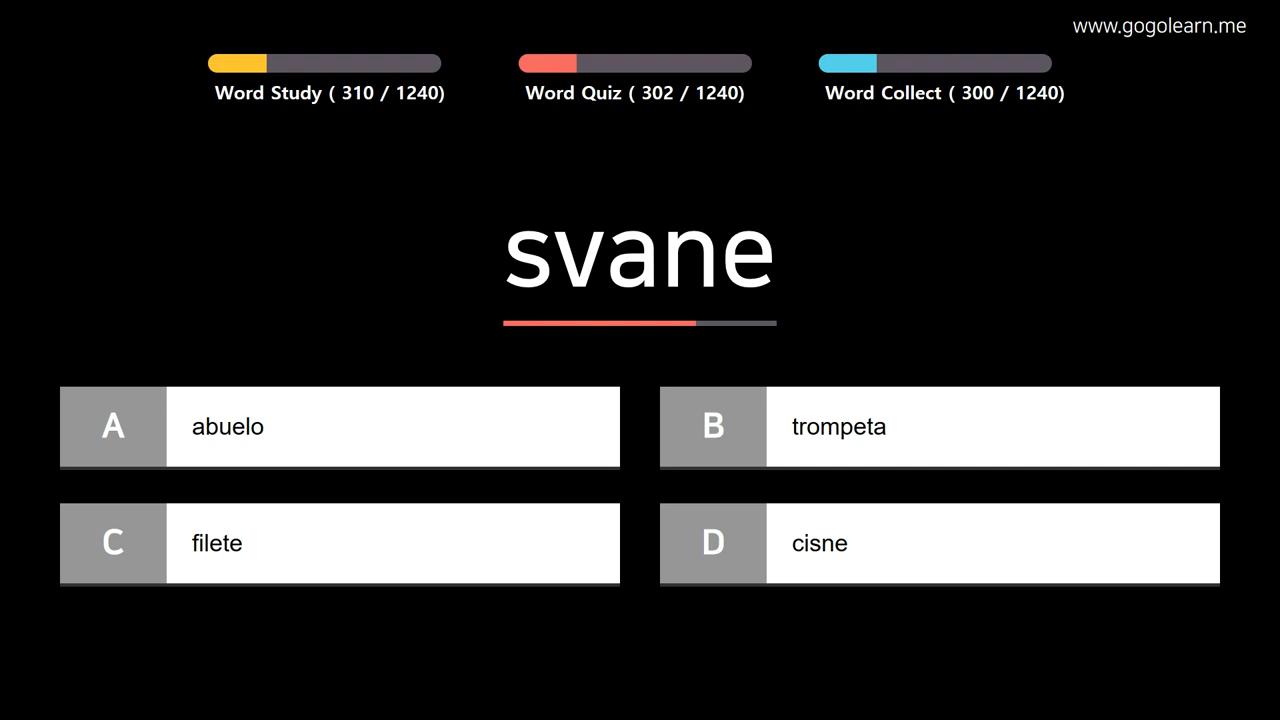 www.gogolearn.me
Word Study ( 310 / 1240)
Word Quiz ( 302 / 1240)
Word Collect ( 300 / 1240)
svane
A abuelo
B trompeta
C filete
D cisne